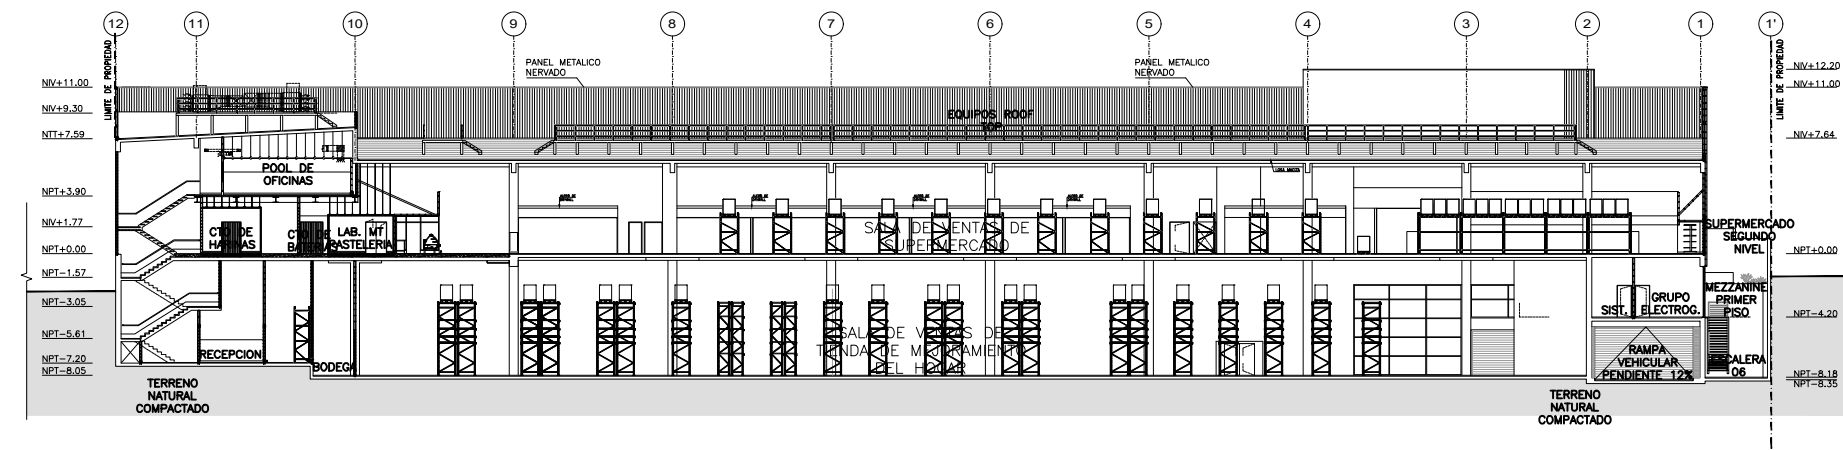 12
11
10
9
8
7
6
5
4
3
2
1
1'
LIMITE DE PROPIEDAD
LIMITE DE PROPIEDAD
PANEL METALICO
NERVADO
PANEL METALICO
NERVADO
NIV+11.00
NIV+9.30
NTT+7.59
NPT+3.90
NIV+1.77
NPT+0.00
NPT-1.57
NPT-3.05
NPT-5.61
NPT-7.20
NPT-8.05
NIV+12.20
NIV+11.00
NIV+7.64
NPT+0.00
NPT-4.20
NPT-8.18
NPT-8.35
EQUIPOS ROOF
TOP
LOSA MACIZA
POOL DE
OFICINAS
CTO DE
HARINAS
CTO DE
BATERIAS
LAB. MT
PASTELERIA
SALA DE VENTAS DE
SUPERMERCADO
SUPERMERCADO
SEGUNDO
NIVEL
MEZZANINE
PRIMER
PISO
GRUPO
SIST. ELECTROG.
RECEPCION
BODEGA
SALA DE VENTAS DE
TIENDA DE MEJORAMIENTO
DEL HOGAR
RAMPA
VEHICULAR
PENDIENTE 12%
ESCALERA
06
TERRENO
NATURAL
COMPACTADO
TERRENO
NATURAL
COMPACTADO